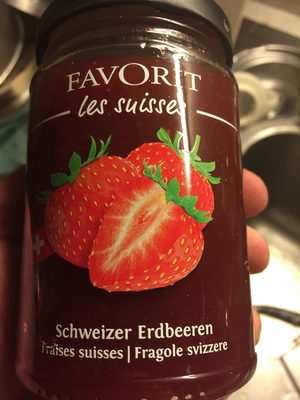 FAVORIT
les suisses
Schweizer Erdbeeren
Fraises suisses | Fragole svizzere